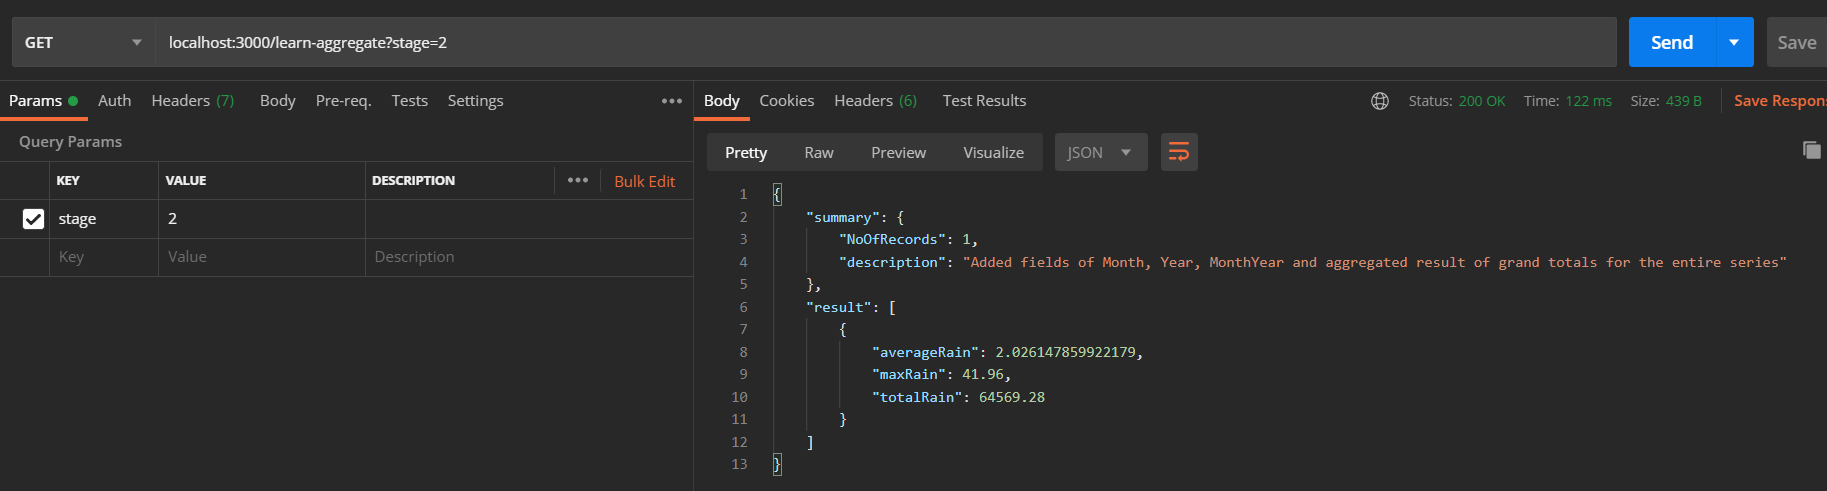 GET localhost:3000/learn-aggregate?stage=2 Send Save
Params Auth Headers (7) Body Pre-req. Tests Settings
Query Params
KEY VALUE DESCRIPTION Bulk Edit
stage 2
Key Value Description
Body Cookies Headers (6) Test Results Status: 200 OK Time: 122 ms Size: 439 B Save Respon
Pretty Raw Preview Visualize JSON
1 {
2 "summary": {
3 "NoOfRecords": 1,
4 "description": "Added fields of Month, Year, MonthYear and aggregated result of grand totals for the entire series"
5 },
6 "result": [
7 {
8 "averageRain": 2.026147859922179,
9 "maxRain": 41.96,
10 "totalRain": 64569.28
11 }
12 ]
13 }